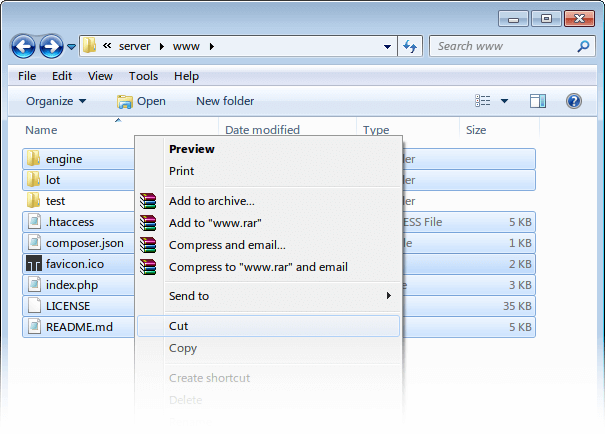 « server www
Search www
File Edit View Tools Help
Organize Open New folder
Name Date modified Type Size
engine
lot
test
.htaccess ESS File 5 KB
composer.json 1 KB
favicon.ico 2 KB
index.php 3 KB
LICENSE 35 KB
README.md 5 KB
Preview
Print
Add to archive...
Add to "www.rar"
Compress and email...
Compress to "www.rar" and email
Send to
Cut
Copy
Create shortcut
Delete